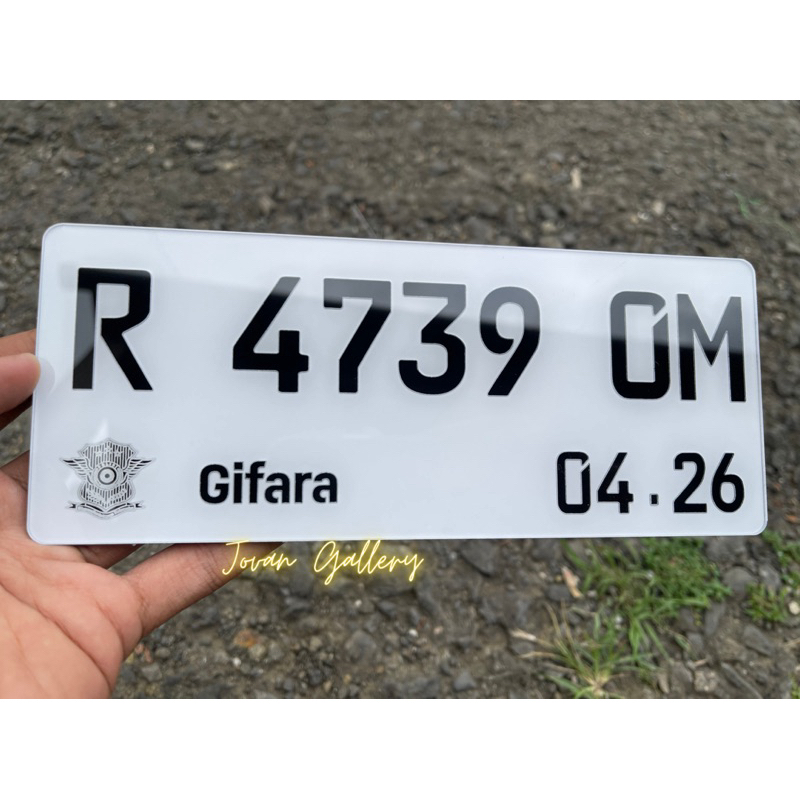 R 4739 OM
Gifara 04.26
Jovan Gallery